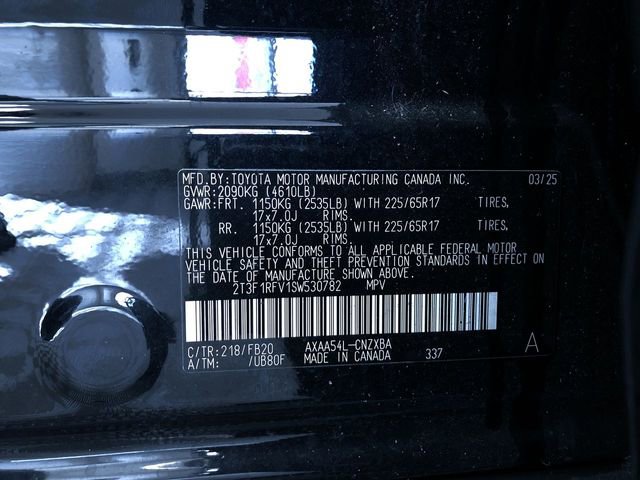 MFD.BY:TOYOTA MOTOR MANUFACTURING CANADA INC. 03/25
GVWR:2090KG (4610LB)
GAWR:FRT. 1150KG (2535LB) WITH 225/65R17 TIRES,
17x7.0J RIMS.
RR. 1150KG (2535LB) WITH 225/65R17 TIRES,
17x7.0J RIMS.
THIS VEHICLE CONFORMS TO ALL APPLICABLE FEDERAL MOTOR
VEHICLE SAFETY AND THEFT PREVENTION STANDARDS IN EFFECT ON
THE DATE OF MANUFACTURE SHOWN ABOVE.
2T3F1RFV1SW530782 MPV
C/TR:218/FB20 AXAA54L-CNZXBA
A/TM: /UB80F MADE IN CANADA 337 A